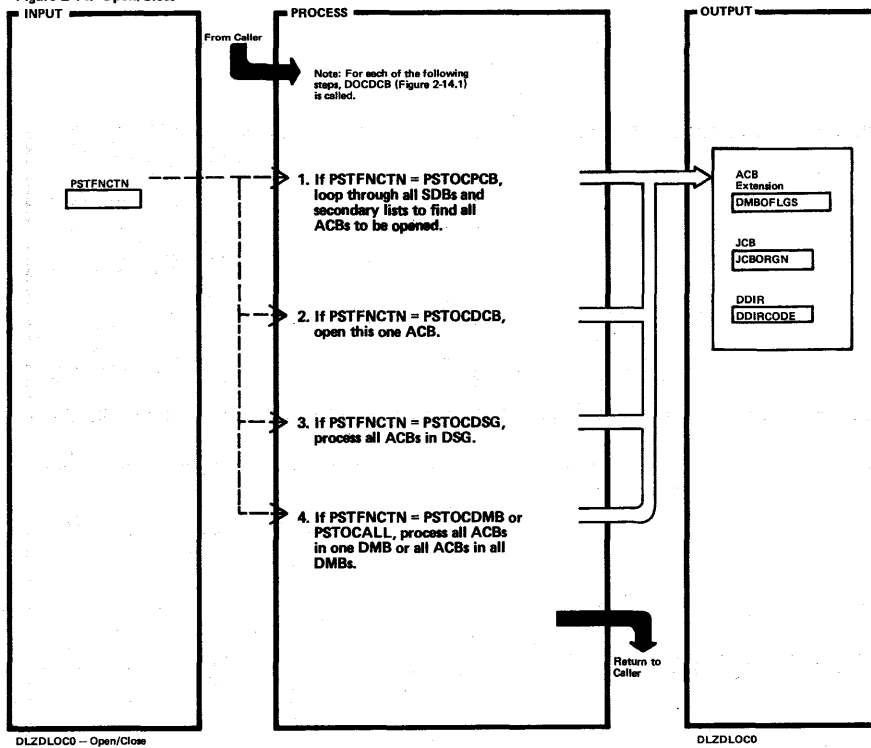 INPUT
PROCESS
OUTPUT
From Caller
Note: For each of the following
steps, DOCDCB (Figure 2-14.1)
is called.
PSTFNCTN
1. If PSTFNCTN = PSTOCPCB,
loop through all SDBs and
secondary lists to find all
ACBs to be opened.
2. If PSTFNCTN = PSTOCDCB,
open this one ACB.
3. If PSTFNCTN = PSTOCDSG,
process all ACBs in DSG.
4. If PSTFNCTN = PSTOCDMB or
PSTOCALL, process all ACBs
in one DMB or all ACBs in all
DMBs.
ACB
Extension
DMBOFLGS
JCB
JCBORGN
DDIR
DDIRCODE
Return to
Caller
DLZDLOC0 – Open/Close
DLZDLOC0